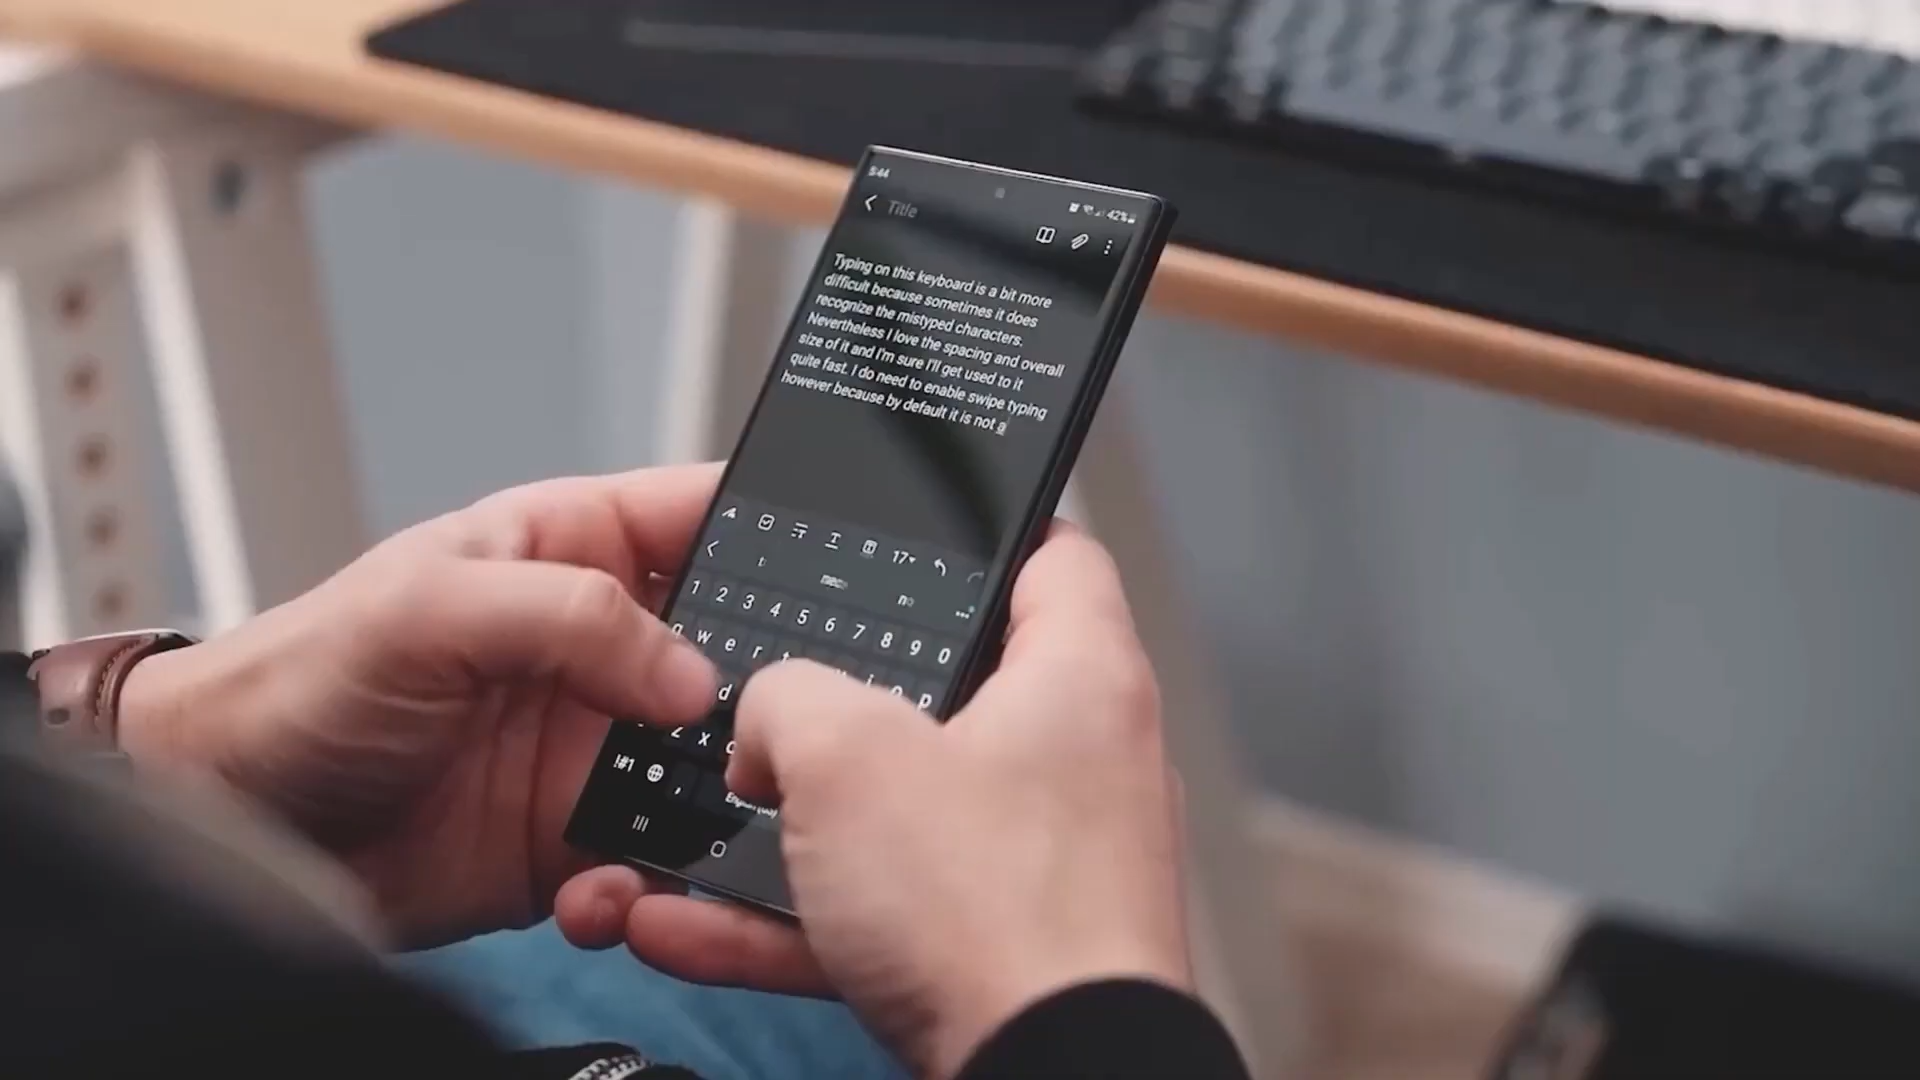 5:44
42%
Title
Typing on this keyboard is a bit more
difficult because sometimes it does
recognize the mistyped characters.
Nevertheless I love the spacing and overall
size of it and I'm sure I'll get used to it
quite fast. I do need to enable swipe typing
however because by default it is not a
17
no
1 2 3 4 5 6 7 8 9 0
q w e r t i o p
d
z x c
!#1 ,
English (US)